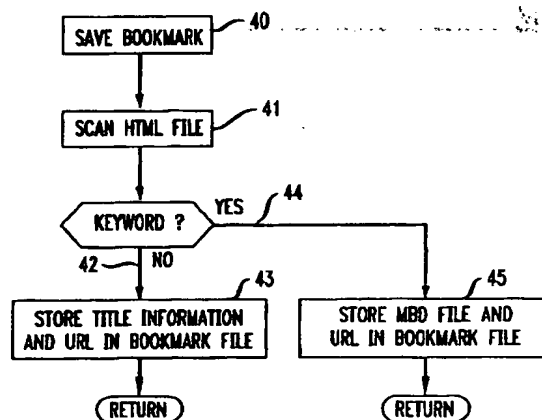 SAVE BOOKMARK
40
SCAN HTML FILE
41
KEYWORD ?
YES
44
42
NO
43
45
STORE TITLE INFORMATION
AND URL IN BOOKMARK FILE
STORE MBD FILE AND
URL IN BOOKMARK FILE
RETURN
RETURN